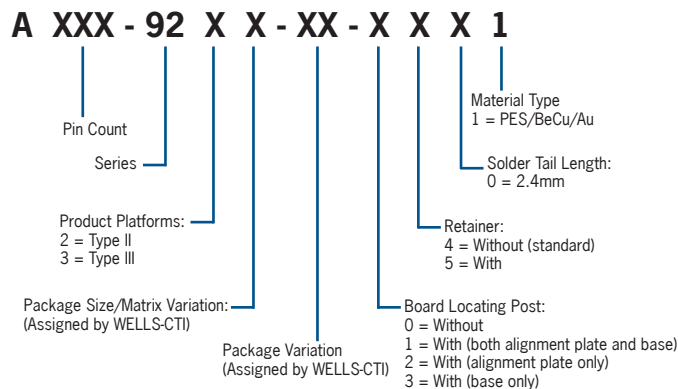 A XXX - 92 X X - XX - X X X 1
Material Type
1 = PES/BeCu/Au
Pin Count
Series
Solder Tail Length:
0 = 2.4mm
Product Platforms:
2 = Type II
3 = Type III
Retainer:
4 = Without (standard)
5 = With
Package Size/Matrix Variation:
(Assigned by WELLS-CTI)
Board Locating Post:
0 = Without
1 = With (both alignment plate and base)
2 = With (alignment plate only)
3 = With (base only)
Package Variation
(Assigned by WELLS-CTI)